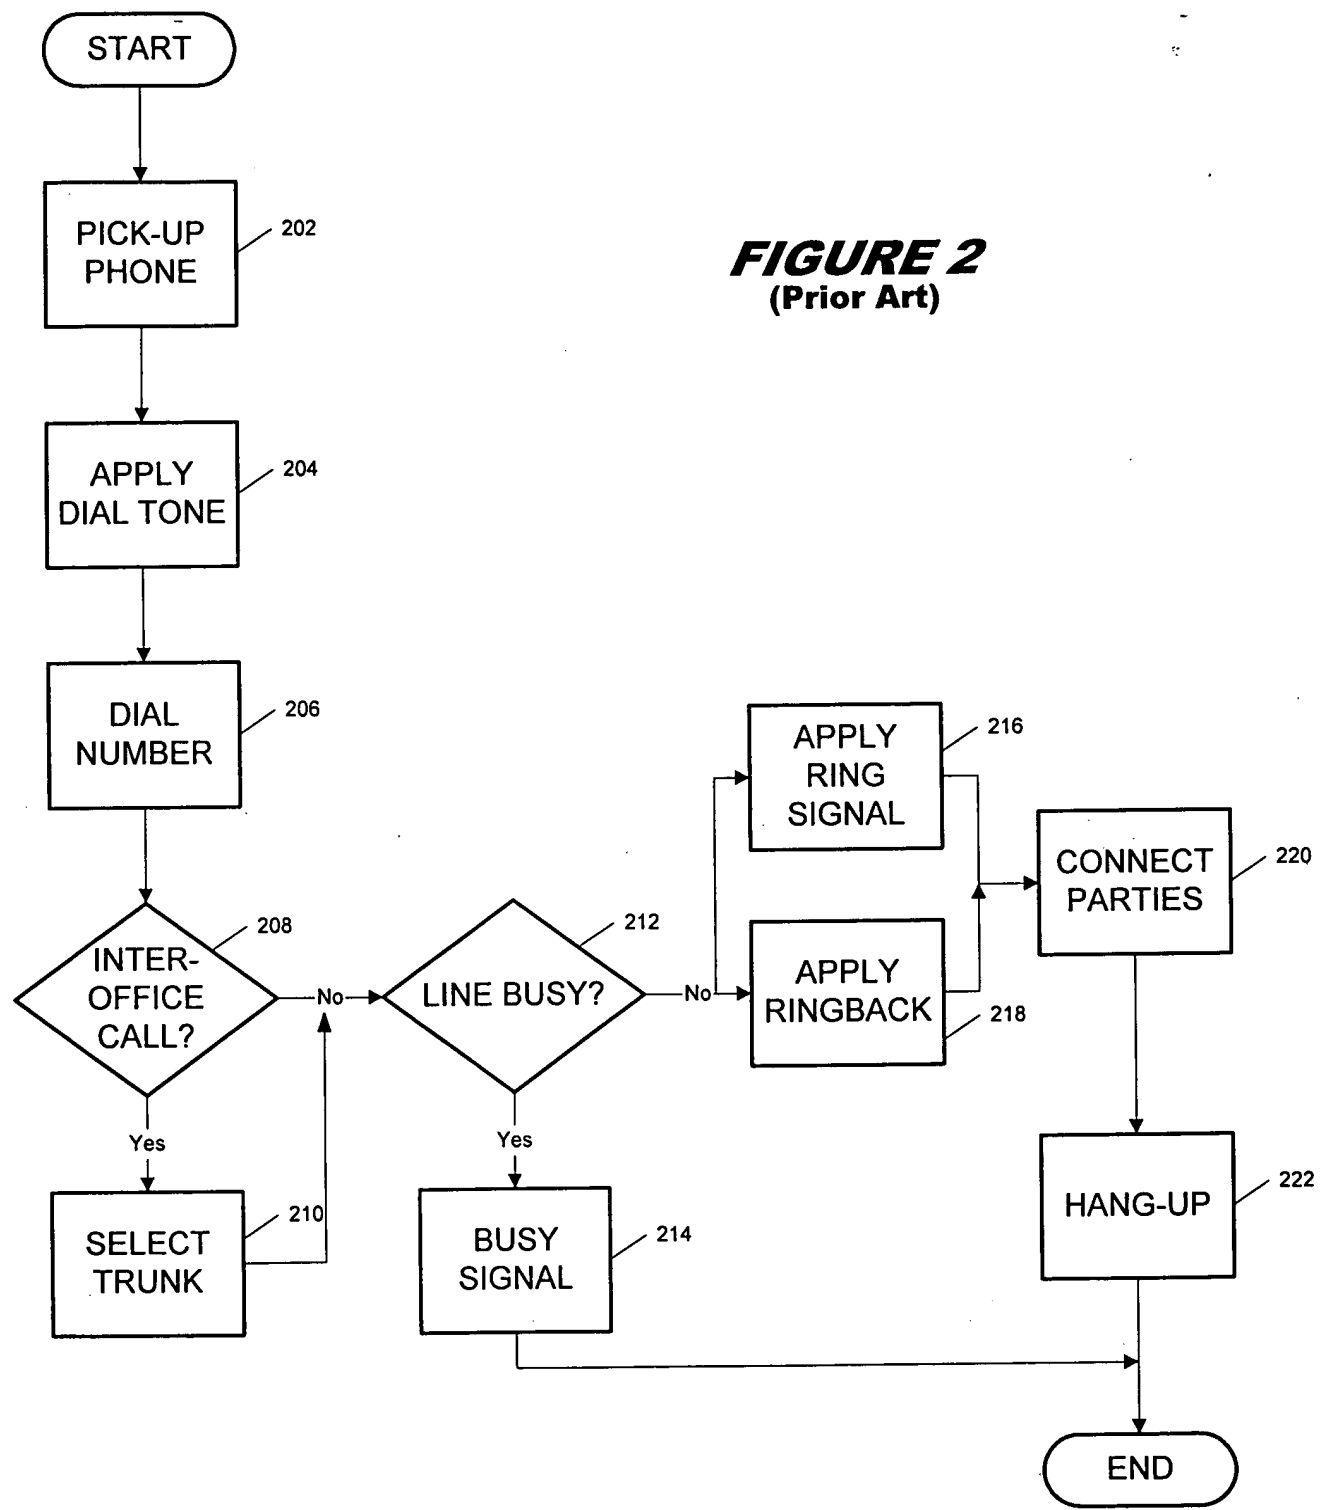 START
PICK-UP
PHONE
202
FIGURE 2
(Prior Art)
APPLY
DIAL TONE
204
DIAL
NUMBER
206
INTER-
OFFICE
CALL?
208
No
Yes
SELECT
TRUNK
210
LINE BUSY?
212
No
Yes
BUSY
SIGNAL
214
APPLY
RING
SIGNAL
216
APPLY
RINGBACK
218
CONNECT
PARTIES
220
HANG-UP
222
END